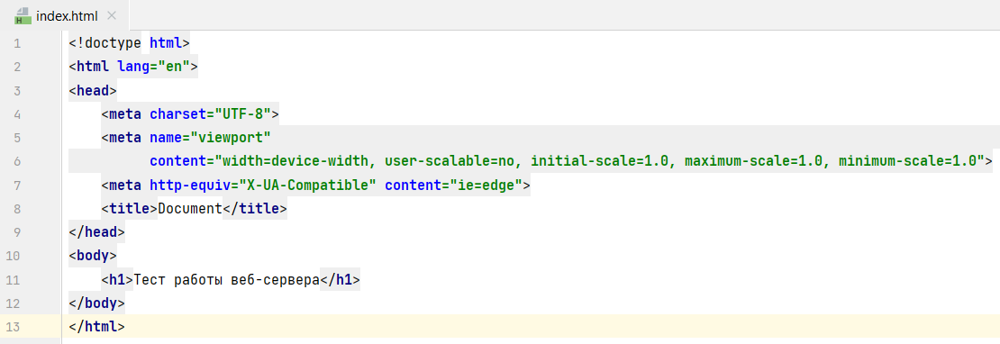 index.html
1 <!doctype html>
2 <html lang="en">
3 <head>
4     <meta charset="UTF-8">
5     <meta name="viewport"
6           content="width=device-width, user-scalable=no, initial-scale=1.0, maximum-scale=1.0, minimum-scale=1.0">
7     <meta http-equiv="X-UA-Compatible" content="ie=edge">
8     <title>Document</title>
9 </head>
10 <body>
11     <h1>Тест работы веб-сервера</h1>
12 </body>
13 </html>